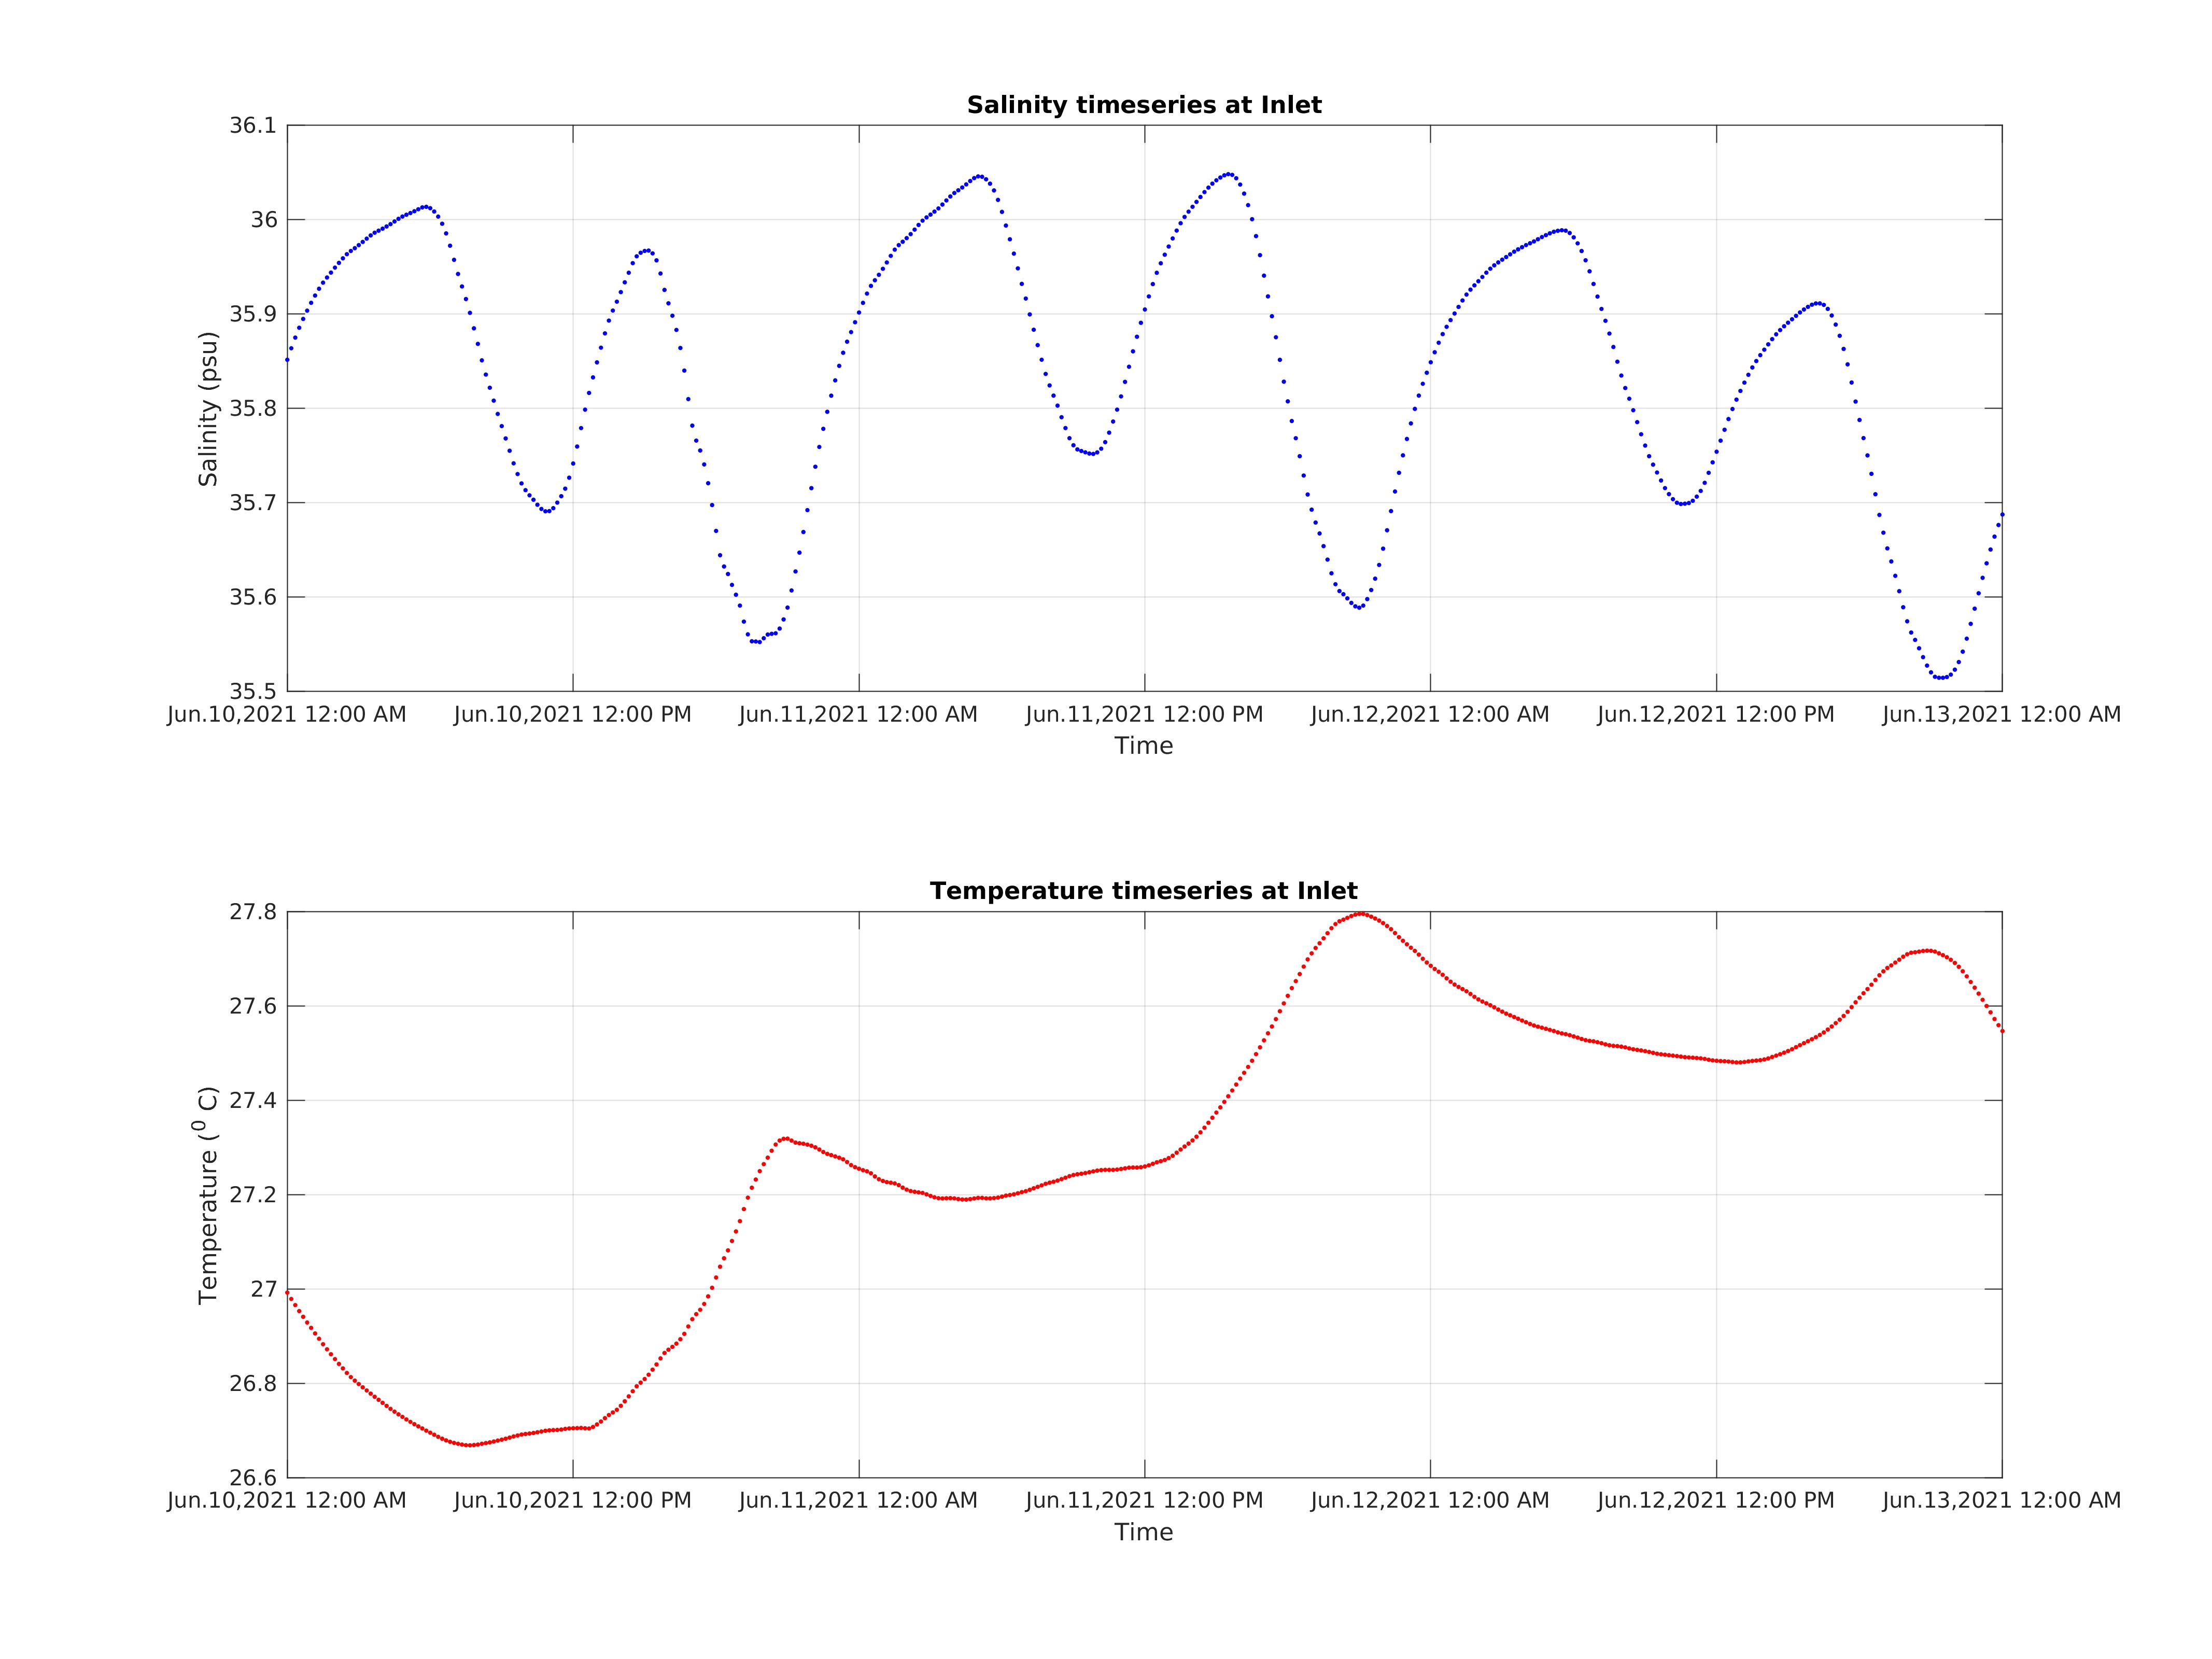 Salinity timeseries at Inlet
36.1
36
35.9
35.8
35.7
35.6
35.5
Salinity (psu)
Jun.10,2021 12:00 AM Jun.10,2021 12:00 PM Jun.11,2021 12:00 AM Jun.11,2021 12:00 PM Jun.12,2021 12:00 AM Jun.12,2021 12:00 PM Jun.13,2021 12:00 AM
Time
Temperature timeseries at Inlet
27.8
27.6
27.4
27.2
27
26.8
26.6
Temperature (⁰ C)
Jun.10,2021 12:00 AM Jun.10,2021 12:00 PM Jun.11,2021 12:00 AM Jun.11,2021 12:00 PM Jun.12,2021 12:00 AM Jun.12,2021 12:00 PM Jun.13,2021 12:00 AM
Time